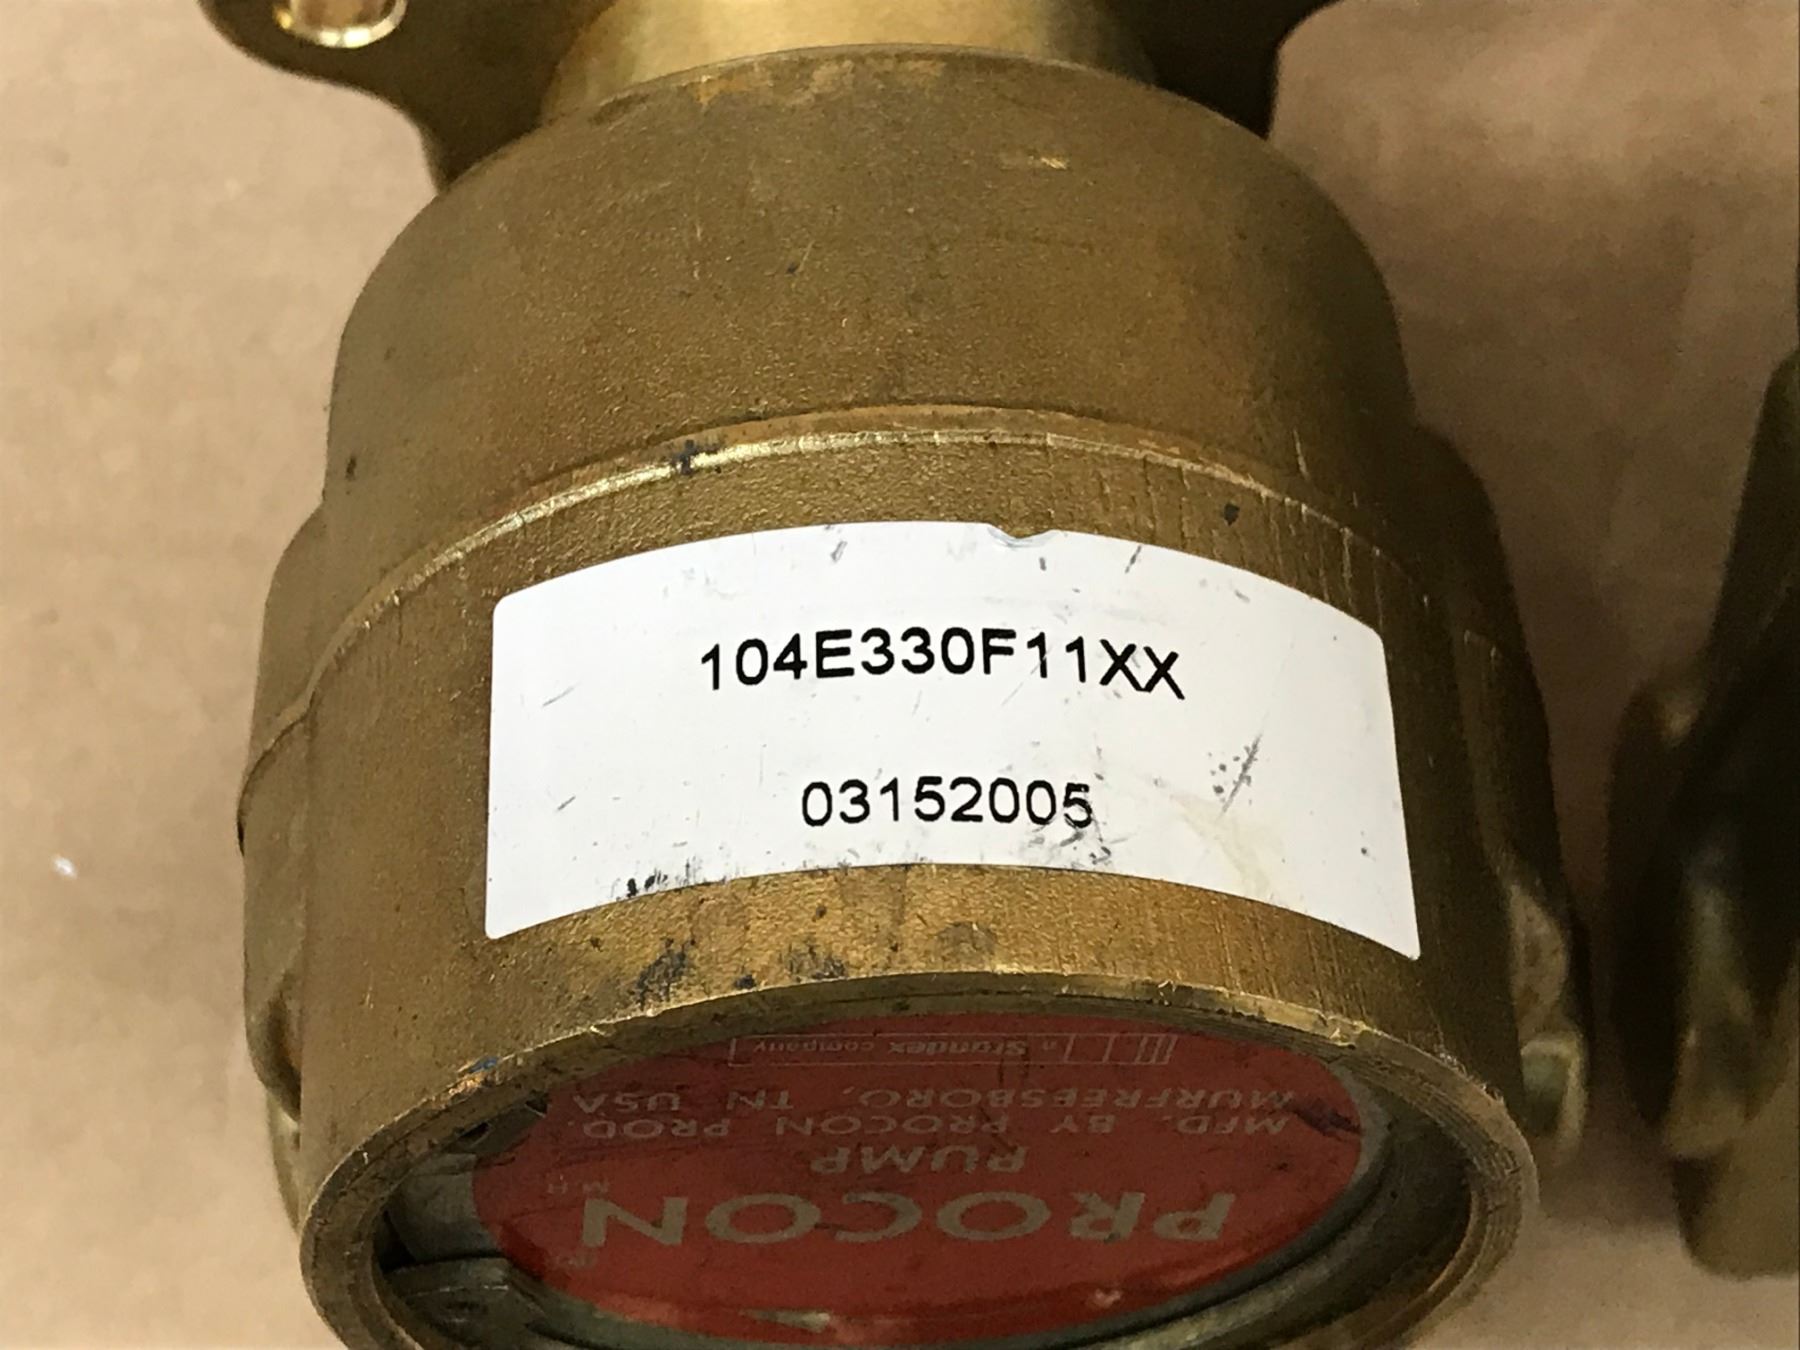 104E330F11XX
03152005
PROCON
PUMP
MFD. BY PROCON PROD.
MURFREESBORO, TN USA
a Standex company